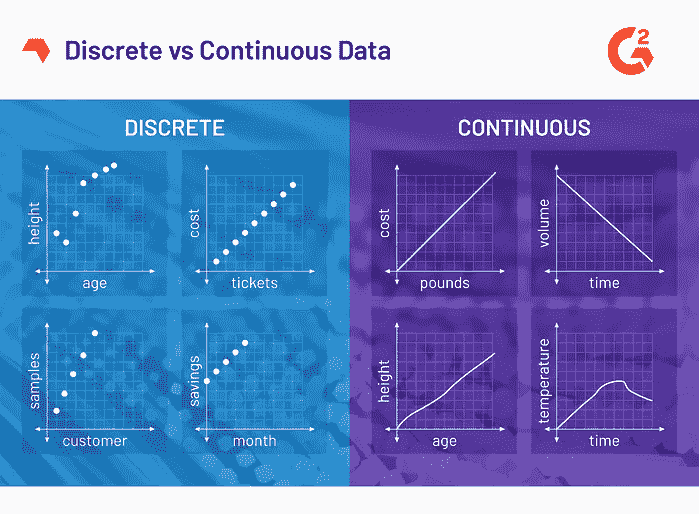 Discrete vs Continuous Data
G2
DISCRETE
height
age
cost
tickets
samples
customer
savings
month
CONTINUOUS
cost
pounds
volume
time
height
age
temperature
time